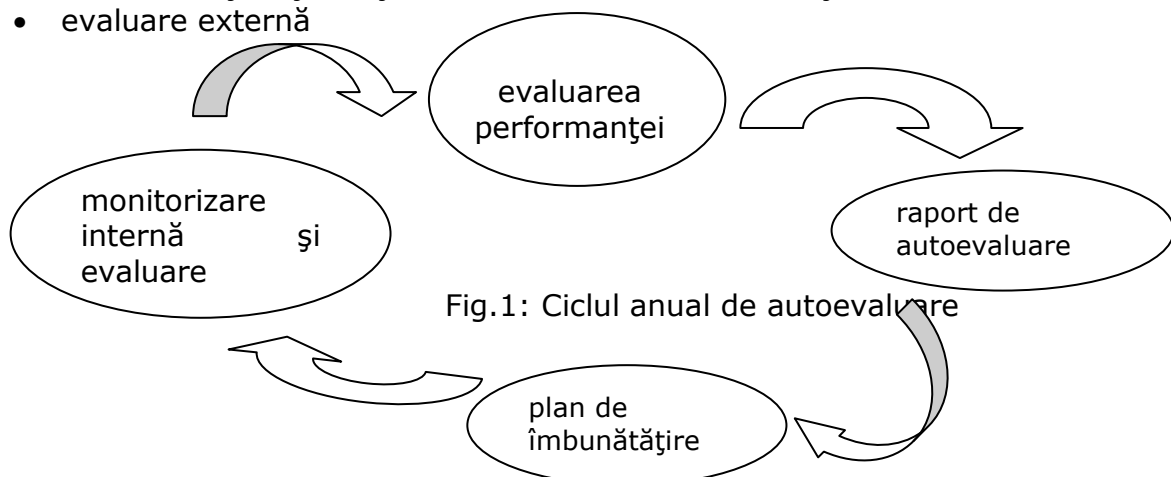 • evaluare externă
evaluarea
performanţei
monitorizare
internă şi
evaluare
raport de
autoevaluare
Fig.1: Ciclul anual de autoevaluare
plan de
îmbunătăţire